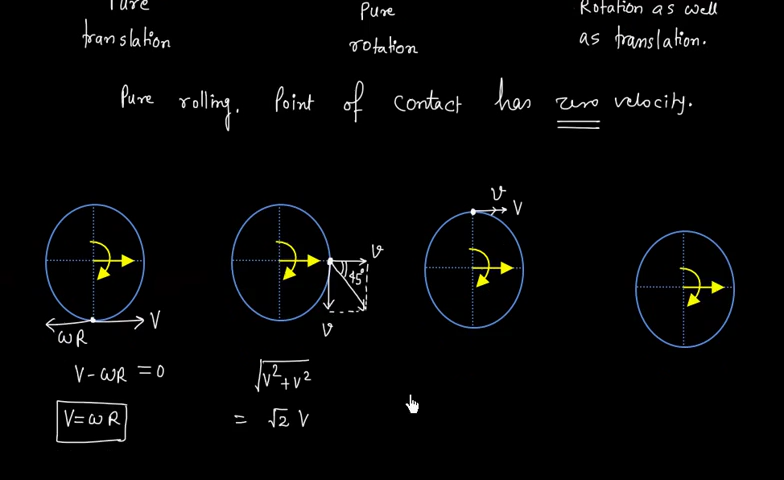 Pure
translation
Pure
rotation
Rotation as well
as translation.
Pure rolling. Point of contact has zero velocity.
V
ωR
V - ωR = 0
V = ωR
v
45°
v
√v² + v²
= √2 V
v
V